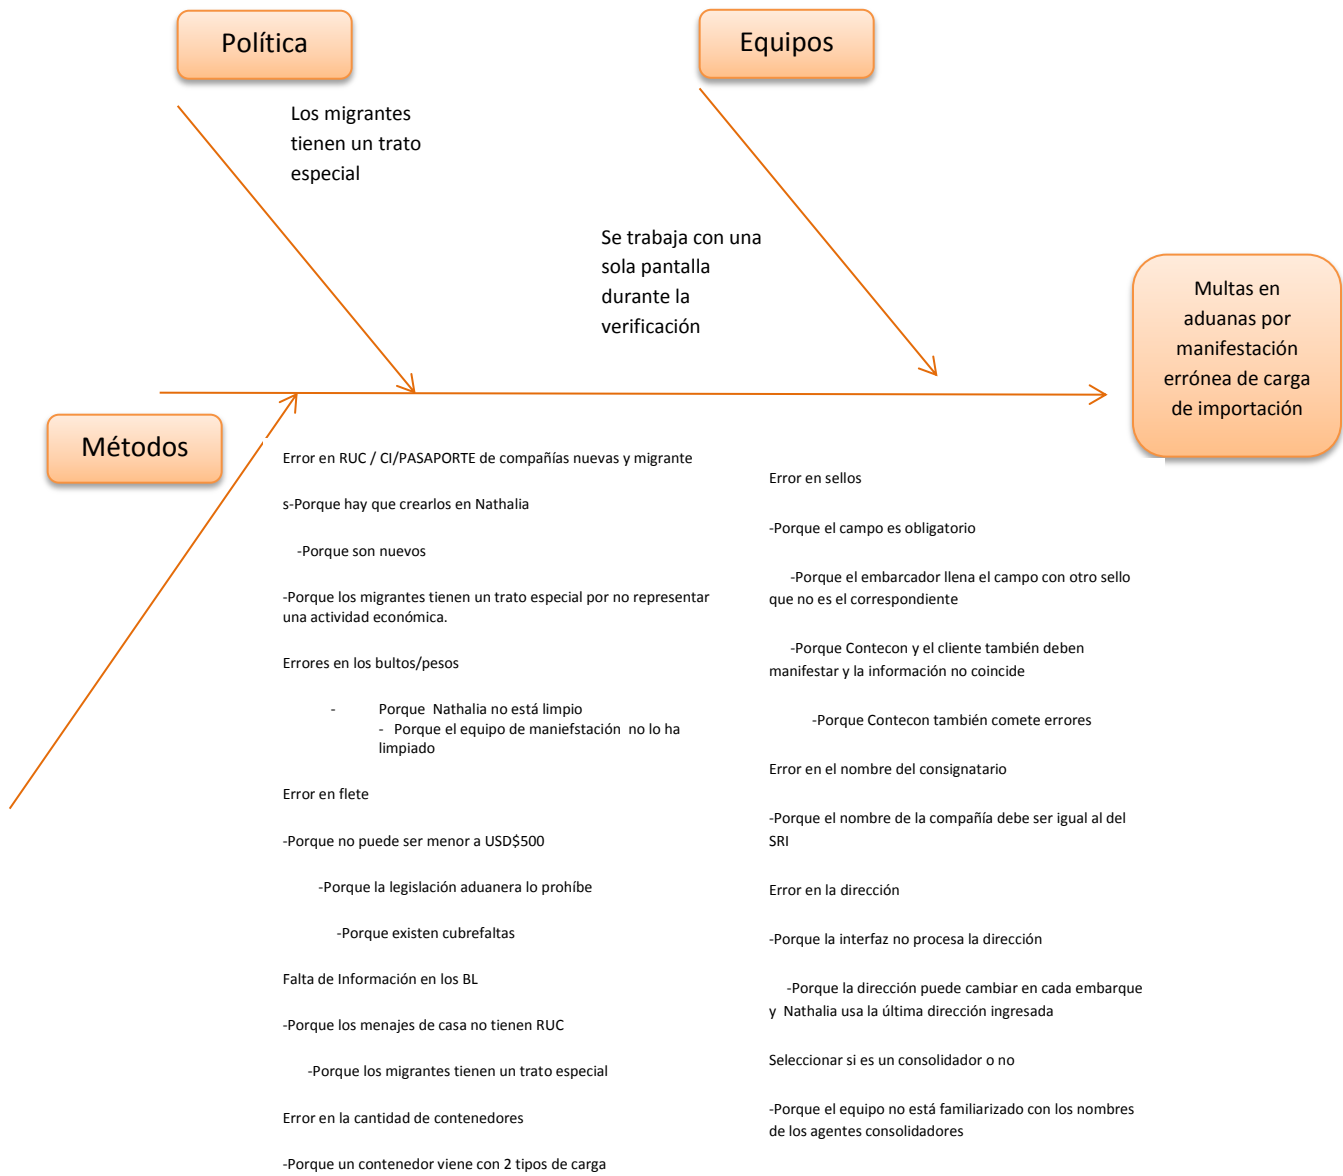 Política
Equipos
Los migrantes
tienen un trato
especial
Se trabaja con una
sola pantalla
durante la
verificación
Multas en
aduanas por
manifestación
errónea de carga
de importación
Métodos
Error en RUC / CI/PASAPORTE de compañías nuevas y migrante
s-Porque hay que crearlos en Nathalia
-Porque son nuevos
-Porque los migrantes tienen un trato especial por no representar
una actividad económica.
Errores en los bultos/pesos
- Porque Nathalia no está limpio
- Porque el equipo de maniefstación no lo ha
limpiado
Error en flete
-Porque no puede ser menor a USD$500
-Porque la legislación aduanera lo prohíbe
-Porque existen cubrefaltas
Falta de Información en los BL
-Porque los menajes de casa no tienen RUC
-Porque los migrantes tienen un trato especial
Error en la cantidad de contenedores
-Porque un contenedor viene con 2 tipos de carga
Error en sellos
-Porque el campo es obligatorio
-Porque el embarcador llena el campo con otro sello
que no es el correspondiente
-Porque Contecon y el cliente también deben
manifestar y la información no coincide
-Porque Contecon también comete errores
Error en el nombre del consignatario
-Porque el nombre de la compañía debe ser igual al del
SRI
Error en la dirección
-Porque la interfaz no procesa la dirección
-Porque la dirección puede cambiar en cada embarque
y Nathalia usa la última dirección ingresada
Seleccionar si es un consolidador o no
-Porque el equipo no está familiarizado con los nombres
de los agentes consolidadores